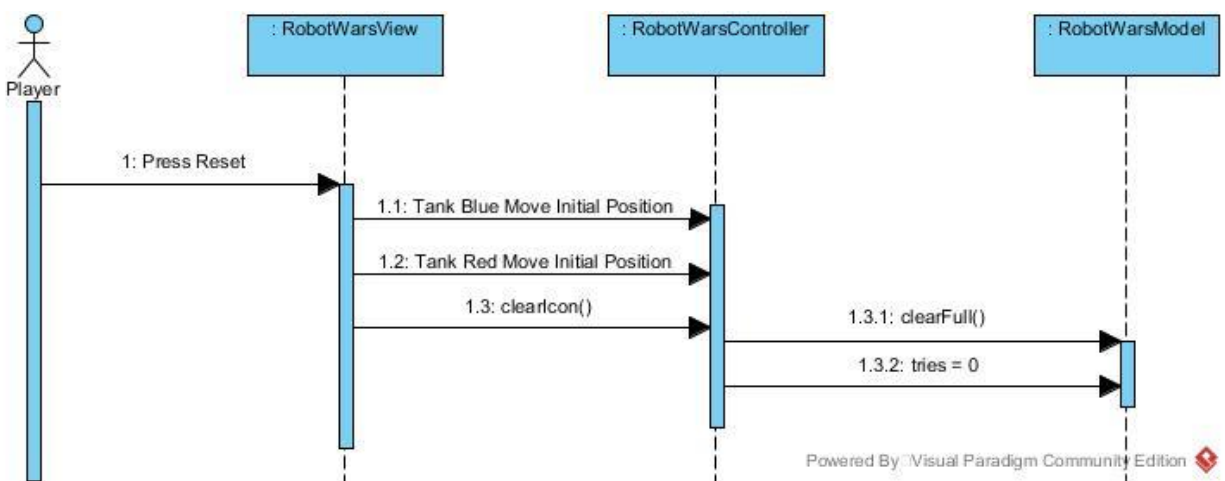 : RobotWarsView
: RobotWarsController
: RobotWarsModel
Player
1: Press Reset
1.1: Tank Blue Move Initial Position
1.2: Tank Red Move Initial Position
1.3: clearIcon()
1.3.1: clearFull()
1.3.2: tries = 0
Powered By Visual Paradigm Community Edition